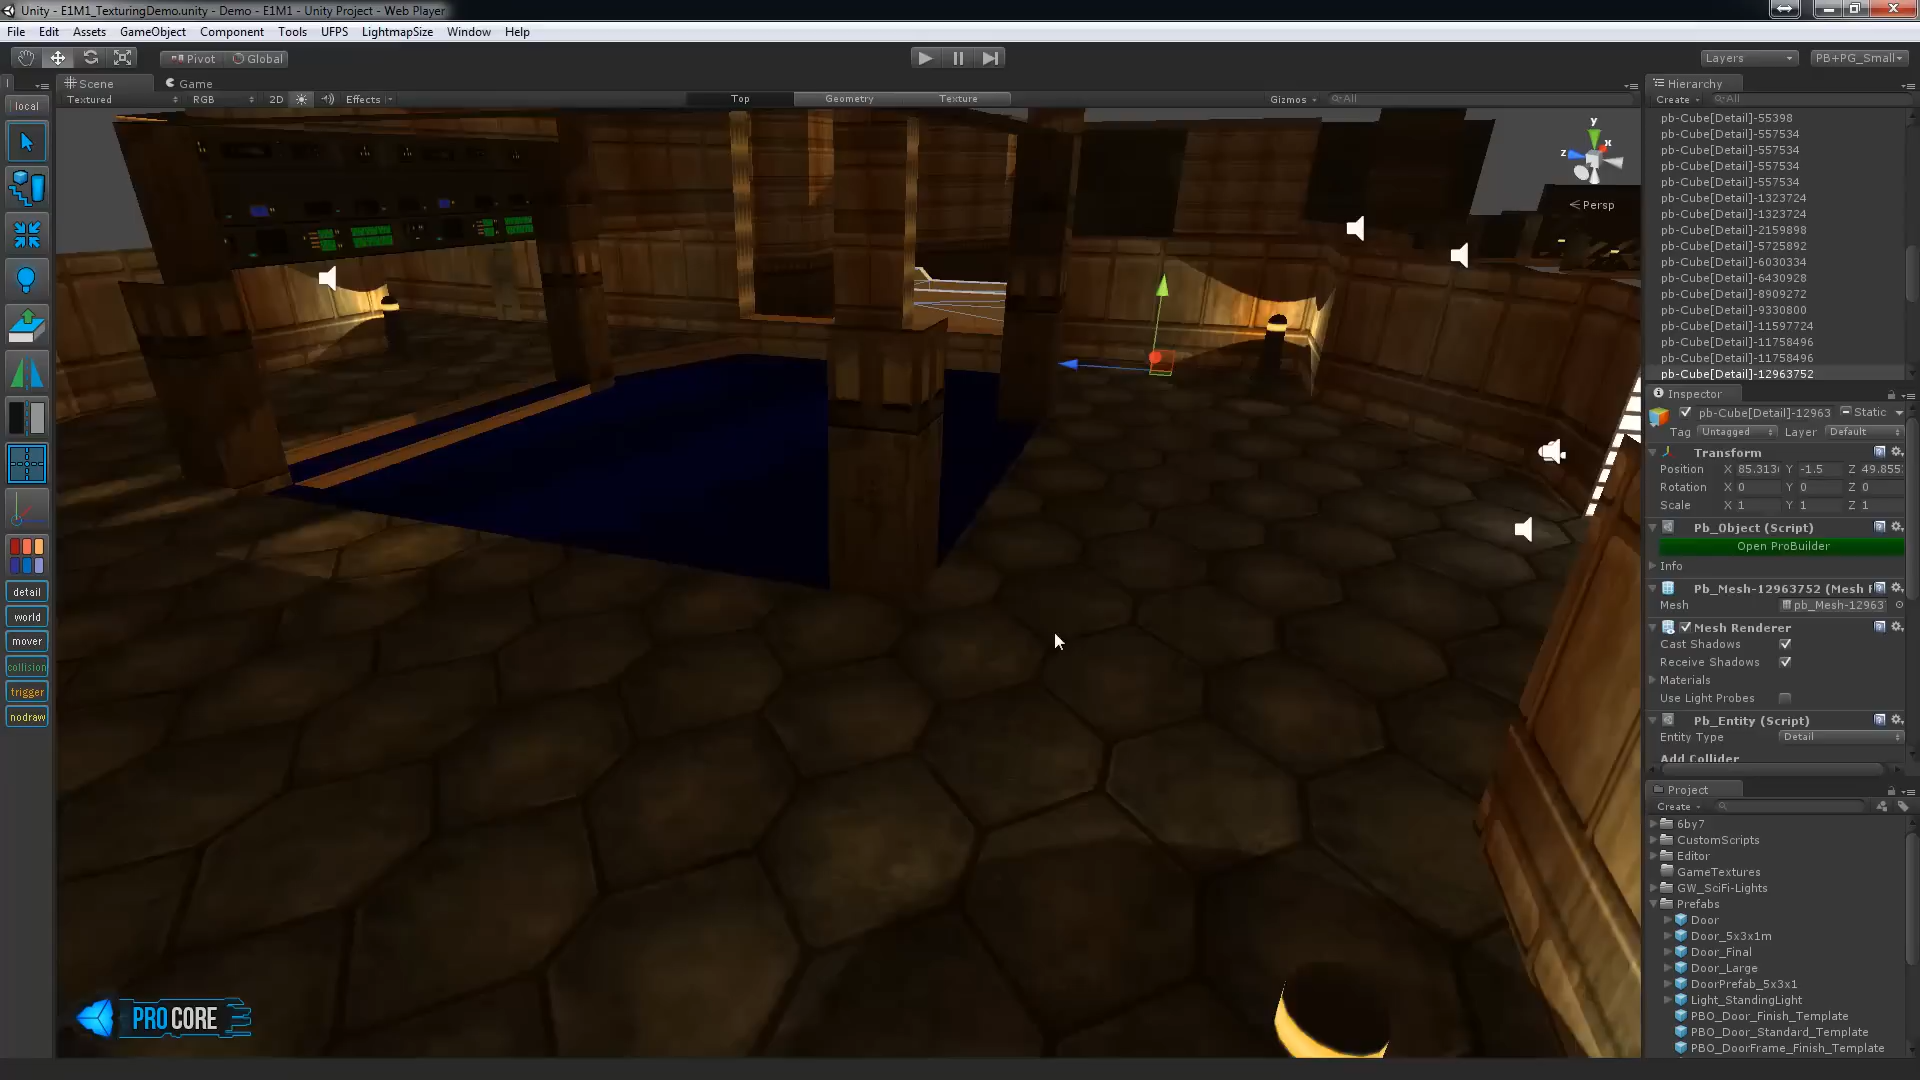 Unity - E1M1_TexturingDemo.unity - Demo - E1M1 - Unity Project - Web Player
File Edit Assets GameObject Component Tools UFPS LightmapSize Window Help
Pivot Global
Layers PB+PG_Small
Scene Game
Textured RGB 2D Effects Top Geometry Texture Gizmos All
local
detail
world
mover
collision
trigger
nodraw
y
x
z
Persp
PROCORE
Hierarchy
Create All
pb-Cube[Detail]-55398
pb-Cube[Detail]-557534
pb-Cube[Detail]-557534
pb-Cube[Detail]-557534
pb-Cube[Detail]-557534
pb-Cube[Detail]-1323724
pb-Cube[Detail]-1323724
pb-Cube[Detail]-2159898
pb-Cube[Detail]-5725892
pb-Cube[Detail]-6030334
pb-Cube[Detail]-6430928
pb-Cube[Detail]-8909272
pb-Cube[Detail]-9330800
pb-Cube[Detail]-11597724
pb-Cube[Detail]-11758496
pb-Cube[Detail]-11758496
pb-Cube[Detail]-12963752
Inspector
pb-Cube[Detail]-12963 Static
Tag Untagged Layer Default
Transform
Position X 85.313 Y -1.5 Z 49.855
Rotation X 0 Y 0 Z 0
Scale X 1 Y 1 Z 1
Pb_Object (Script)
Open ProBuilder
Info
Pb_Mesh-12963752 (Mesh F
Mesh pb_Mesh-12963
Mesh Renderer
Cast Shadows
Receive Shadows
Materials
Use Light Probes
Pb_Entity (Script)
Entity Type Detail
Add Collider
Project
Create
6by7
CustomScripts
Editor
GameTextures
GW_SciFi-Lights
Prefabs
Door
Door_5x3x1m
Door_Final
Door_Large
DoorPrefab_5x3x1
Light_StandingLight
PBO_Door_Finish_Template
PBO_Door_Standard_Template
PBO_DoorFrame_Finish_Template